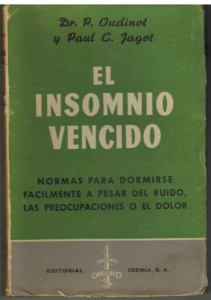 Dr. P. Oudinot
y Paul C. Jagot
EL
INSOMNIO
VENCIDO
NORMAS PARA DORMIRSE
FACILMENTE A PESAR DEL RUIDO,
LAS PREOCUPACIONES O EL DOLOR
EDITORIAL OBELISCO IBERIA, S. A.